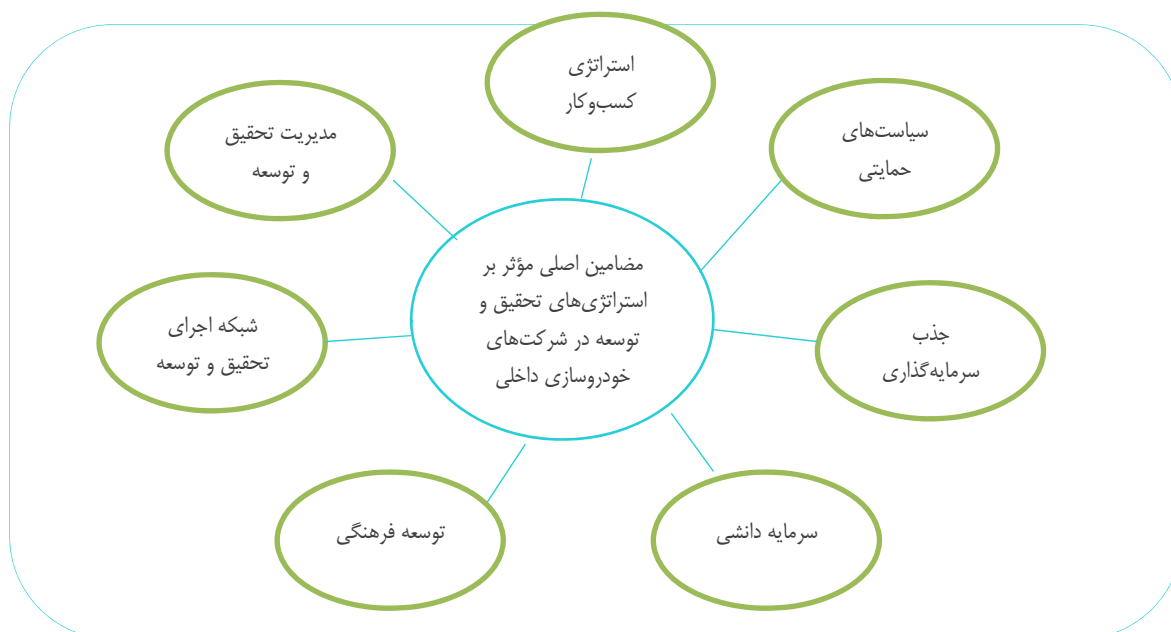 استراتژی
کسب‌وکار
سیاست‌های
حمایتی
مدیریت تحقیق
و توسعه
مضامین اصلی مؤثر بر
استراتژی‌های تحقیق و
توسعه در شرکت‌های
خودروسازی داخلی
جذب
سرمایه‌گذاری
شبکه اجرای
تحقیق و توسعه
سرمایه دانشی
توسعه فرهنگی